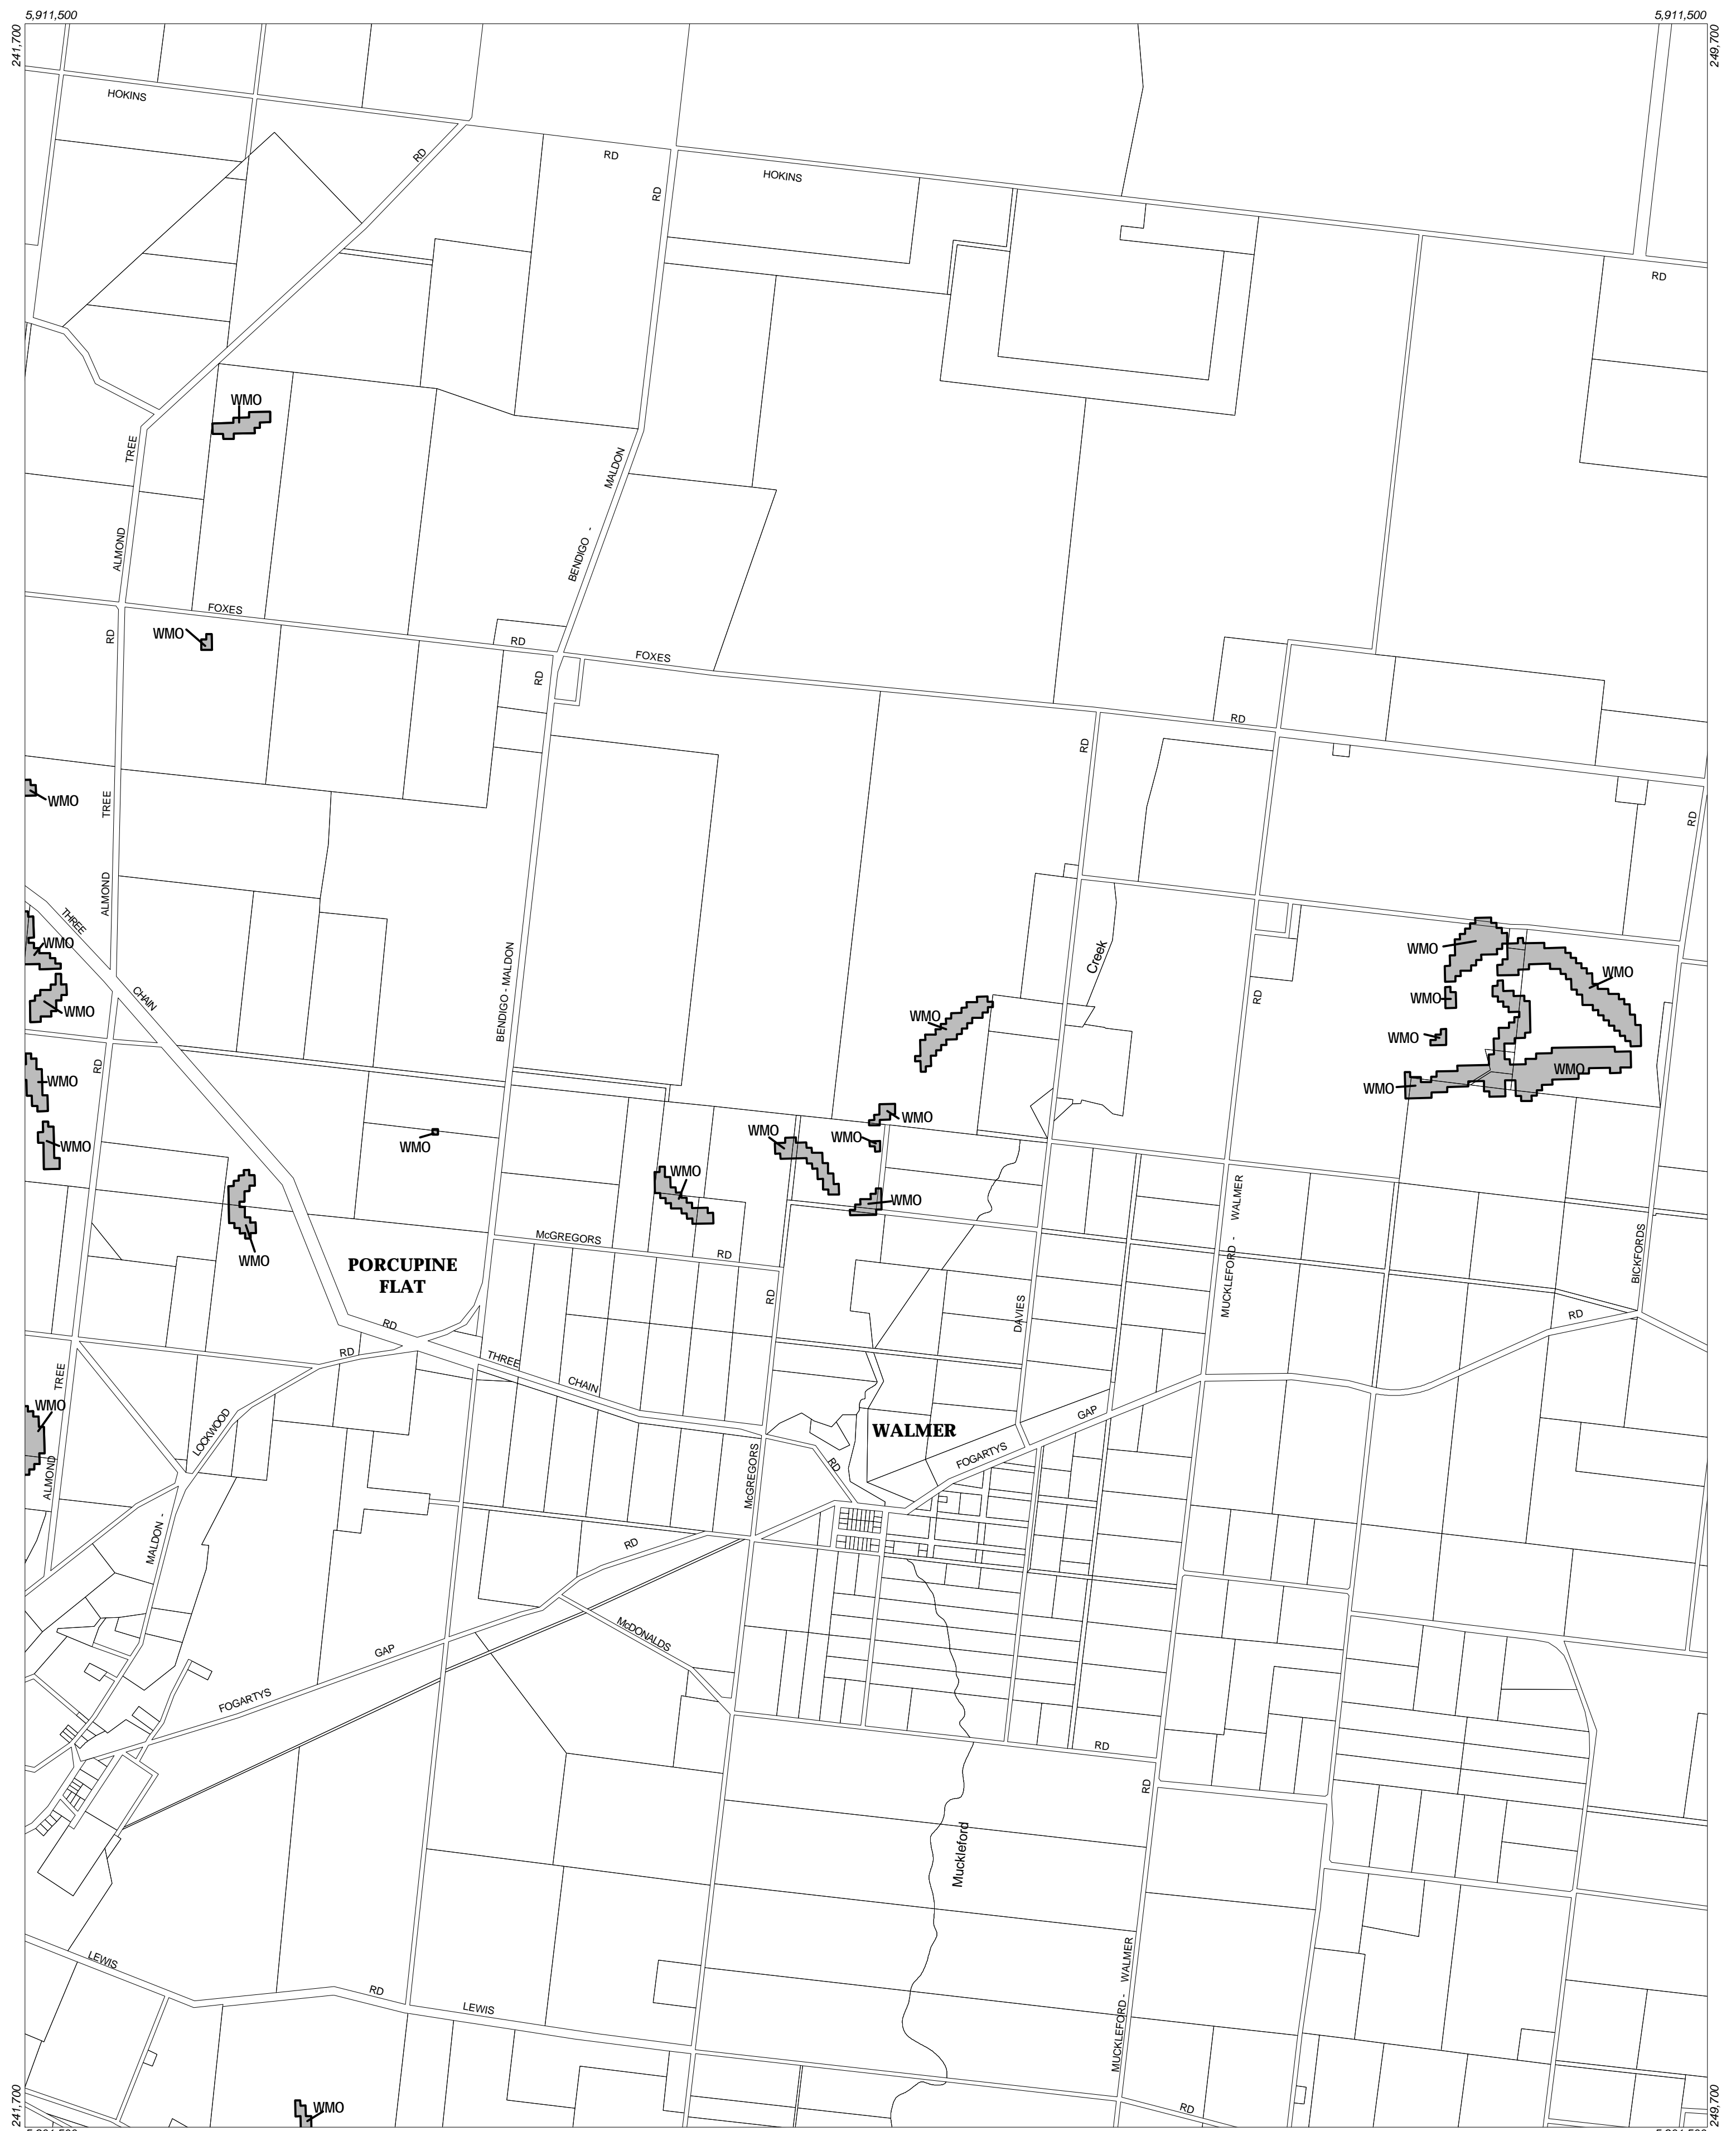 5,911,500
5,911,500
241,700
249,700
HOKINS
RD
RD
HOKINS
RD
RD
WMO
TREE
MALDON
ALMOND
BENDIGO -
FOXES
RD
WMO
RD
FOXES
RD
RD
RD
WMO
TREE
RD
ALMOND
THREE
WMO
CHAIN
WMO
BENDIGO - MALDON
Creek
RD
WMO
WMO
WMO
WMO
WMO
WMO
WMO
RD
WMO
WMO
WMO
WMO
WMO
WMO
WMO
WMO
WMO
WMO
McGREGORS
RD
MUCKLEFORD - WALMER
BICKFORDS
PORCUPINE
FLAT
RD
RD
DAVIES
RD
RD
THREE
CHAIN
TREE
WMO
LOCKWOOD
ALMOND
MALDON -
McGREGORS
RD
WALMER
FOGARTYS
GAP
RD
McDONALDS
GAP
FOGARTYS
RD
RD
Muckleford
MUCKLEFORD - WALMER
LEWIS
RD
LEWIS
RD
WMO
241,700
249,700